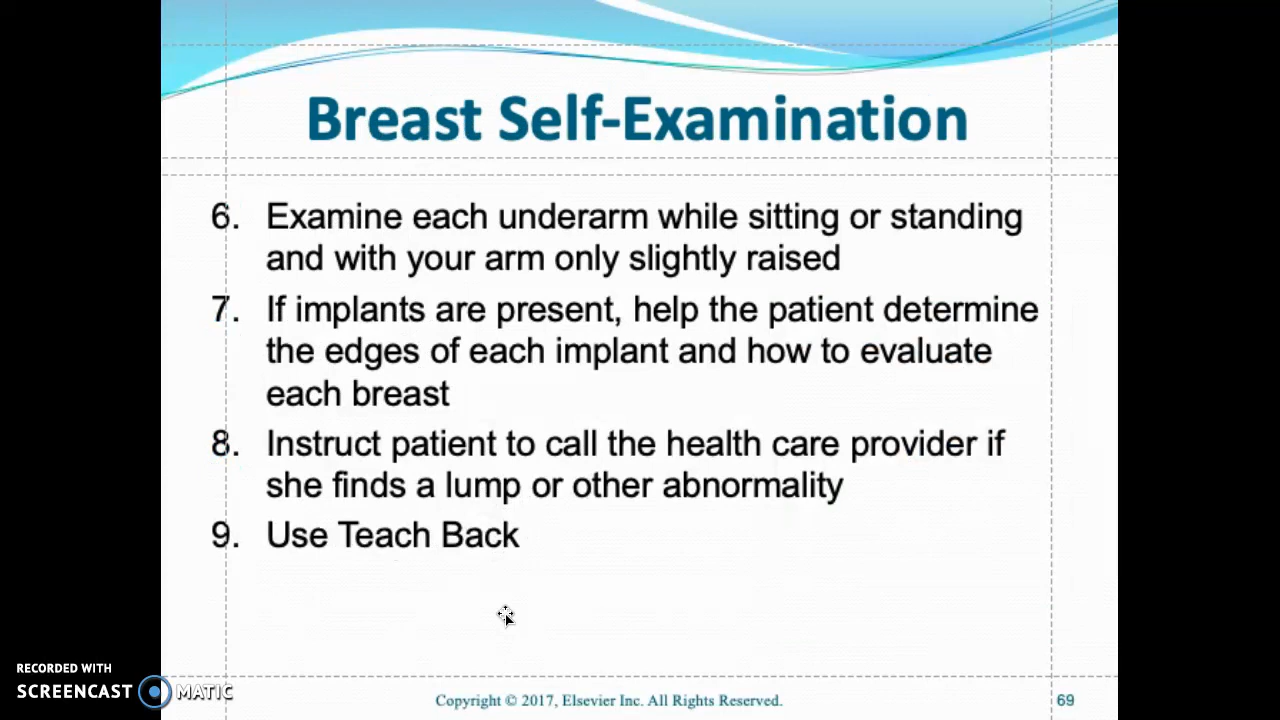 Breast Self-Examination
6. Examine each underarm while sitting or standing
and with your arm only slightly raised
7. If implants are present, help the patient determine
the edges of each implant and how to evaluate
each breast
8. Instruct patient to call the health care provider if
she finds a lump or other abnormality
9. Use Teach Back
RECORDED WITH
SCREENCAST MATIC
Copyright © 2017, Elsevier Inc. All Rights Reserved.
69